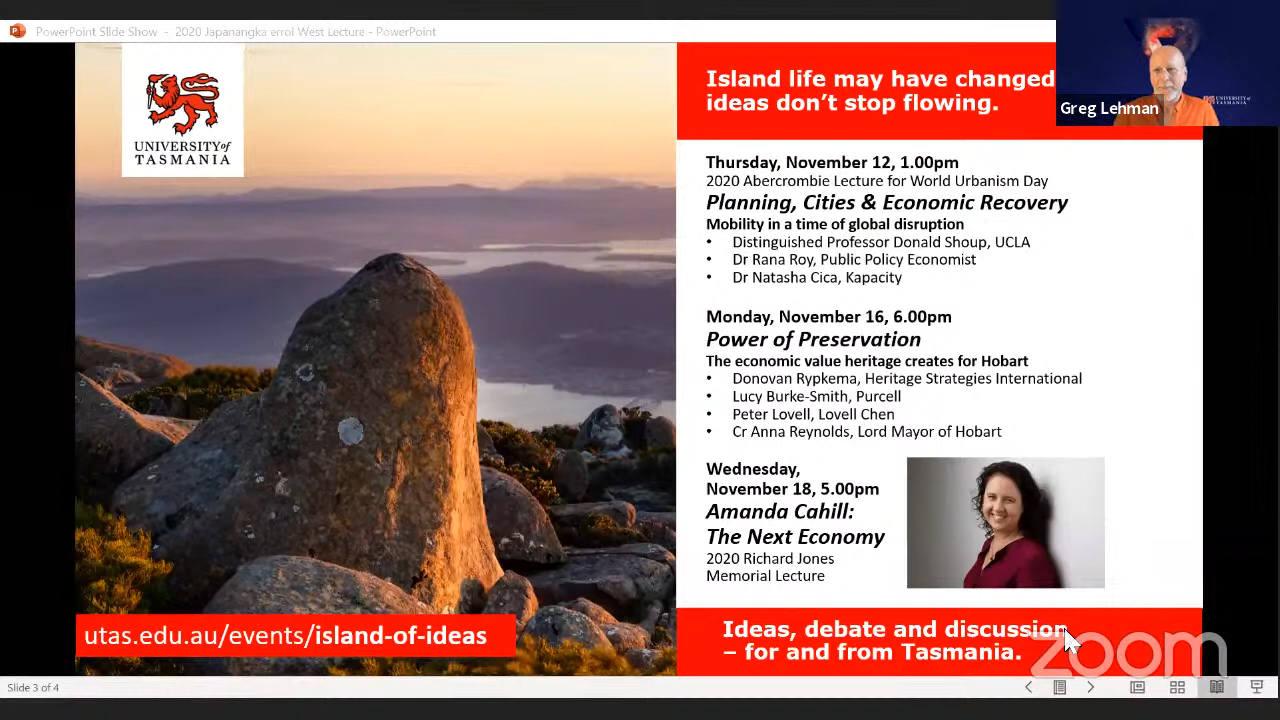 PowerPoint Slide Show - 2020 Japanangka errol West Lecture - PowerPoint
UNIVERSITY of
TASMANIA
Island life may have changed
ideas don't stop flowing.
Greg Lehman
UNIVERSITY of
TASMANIA
Thursday, November 12, 1.00pm
2020 Abercrombie Lecture for World Urbanism Day
Planning, Cities & Economic Recovery
Mobility in a time of global disruption
• Distinguished Professor Donald Shoup, UCLA
• Dr Rana Roy, Public Policy Economist
• Dr Natasha Cica, Kapacity
Monday, November 16, 6.00pm
Power of Preservation
The economic value heritage creates for Hobart
• Donovan Rypkema, Heritage Strategies International
• Lucy Burke-Smith, Purcell
• Peter Lovell, Lovell Chen
• Cr Anna Reynolds, Lord Mayor of Hobart
Wednesday,
November 18, 5.00pm
Amanda Cahill:
The Next Economy
2020 Richard Jones
Memorial Lecture
utas.edu.au/events/island-of-ideas
Ideas, debate and discussion
– for and from Tasmania.
zoom
Slide 3 of 4